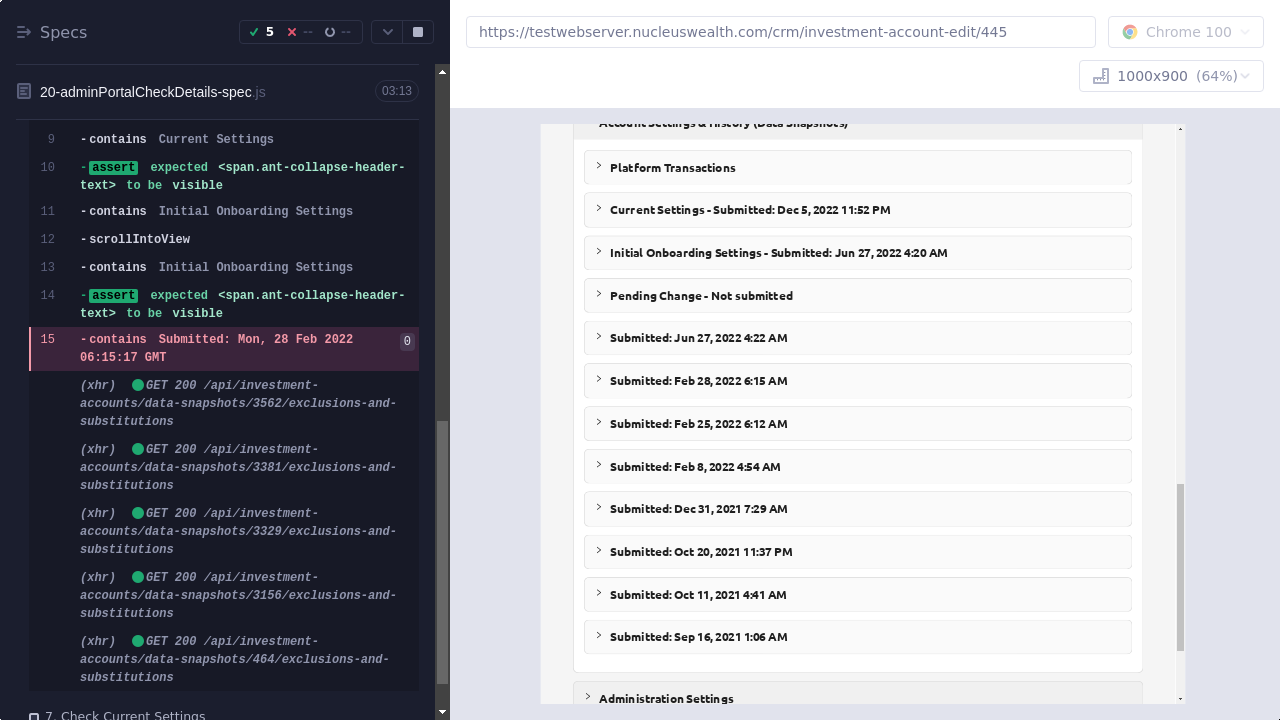 Specs
5
--
--
https://testwebserver.nucleuswealth.com/crm/investment-account-edit/445
Chrome 100
1000x900 (64%)
20-adminPortalCheckDetails-spec.js
03:13
9 -contains Current Settings
10 -assert expected <span.ant-collapse-header-
text> to be visible
11 -contains Initial Onboarding Settings
12 -scrollIntoView
13 -contains Initial Onboarding Settings
14 -assert expected <span.ant-collapse-header-
text> to be visible
15 -contains Submitted: Mon, 28 Feb 2022 0
06:15:17 GMT
(xhr) GET 200 /api/investment-
accounts/data-snapshots/3562/exclusions-and-
substitutions
(xhr) GET 200 /api/investment-
accounts/data-snapshots/3381/exclusions-and-
substitutions
(xhr) GET 200 /api/investment-
accounts/data-snapshots/3329/exclusions-and-
substitutions
(xhr) GET 200 /api/investment-
accounts/data-snapshots/3156/exclusions-and-
substitutions
(xhr) GET 200 /api/investment-
accounts/data-snapshots/464/exclusions-and-
substitutions
7. Check Current Settings
Account Settings & History (Data Snapshots)
Platform Transactions
Current Settings - Submitted: Dec 5, 2022 11:52 PM
Initial Onboarding Settings - Submitted: Jun 27, 2022 4:20 AM
Pending Change - Not submitted
Submitted: Jun 27, 2022 4:22 AM
Submitted: Feb 28, 2022 6:15 AM
Submitted: Feb 25, 2022 6:12 AM
Submitted: Feb 8, 2022 4:54 AM
Submitted: Dec 31, 2021 7:29 AM
Submitted: Oct 20, 2021 11:37 PM
Submitted: Oct 11, 2021 4:41 AM
Submitted: Sep 16, 2021 1:06 AM
Administration Settings